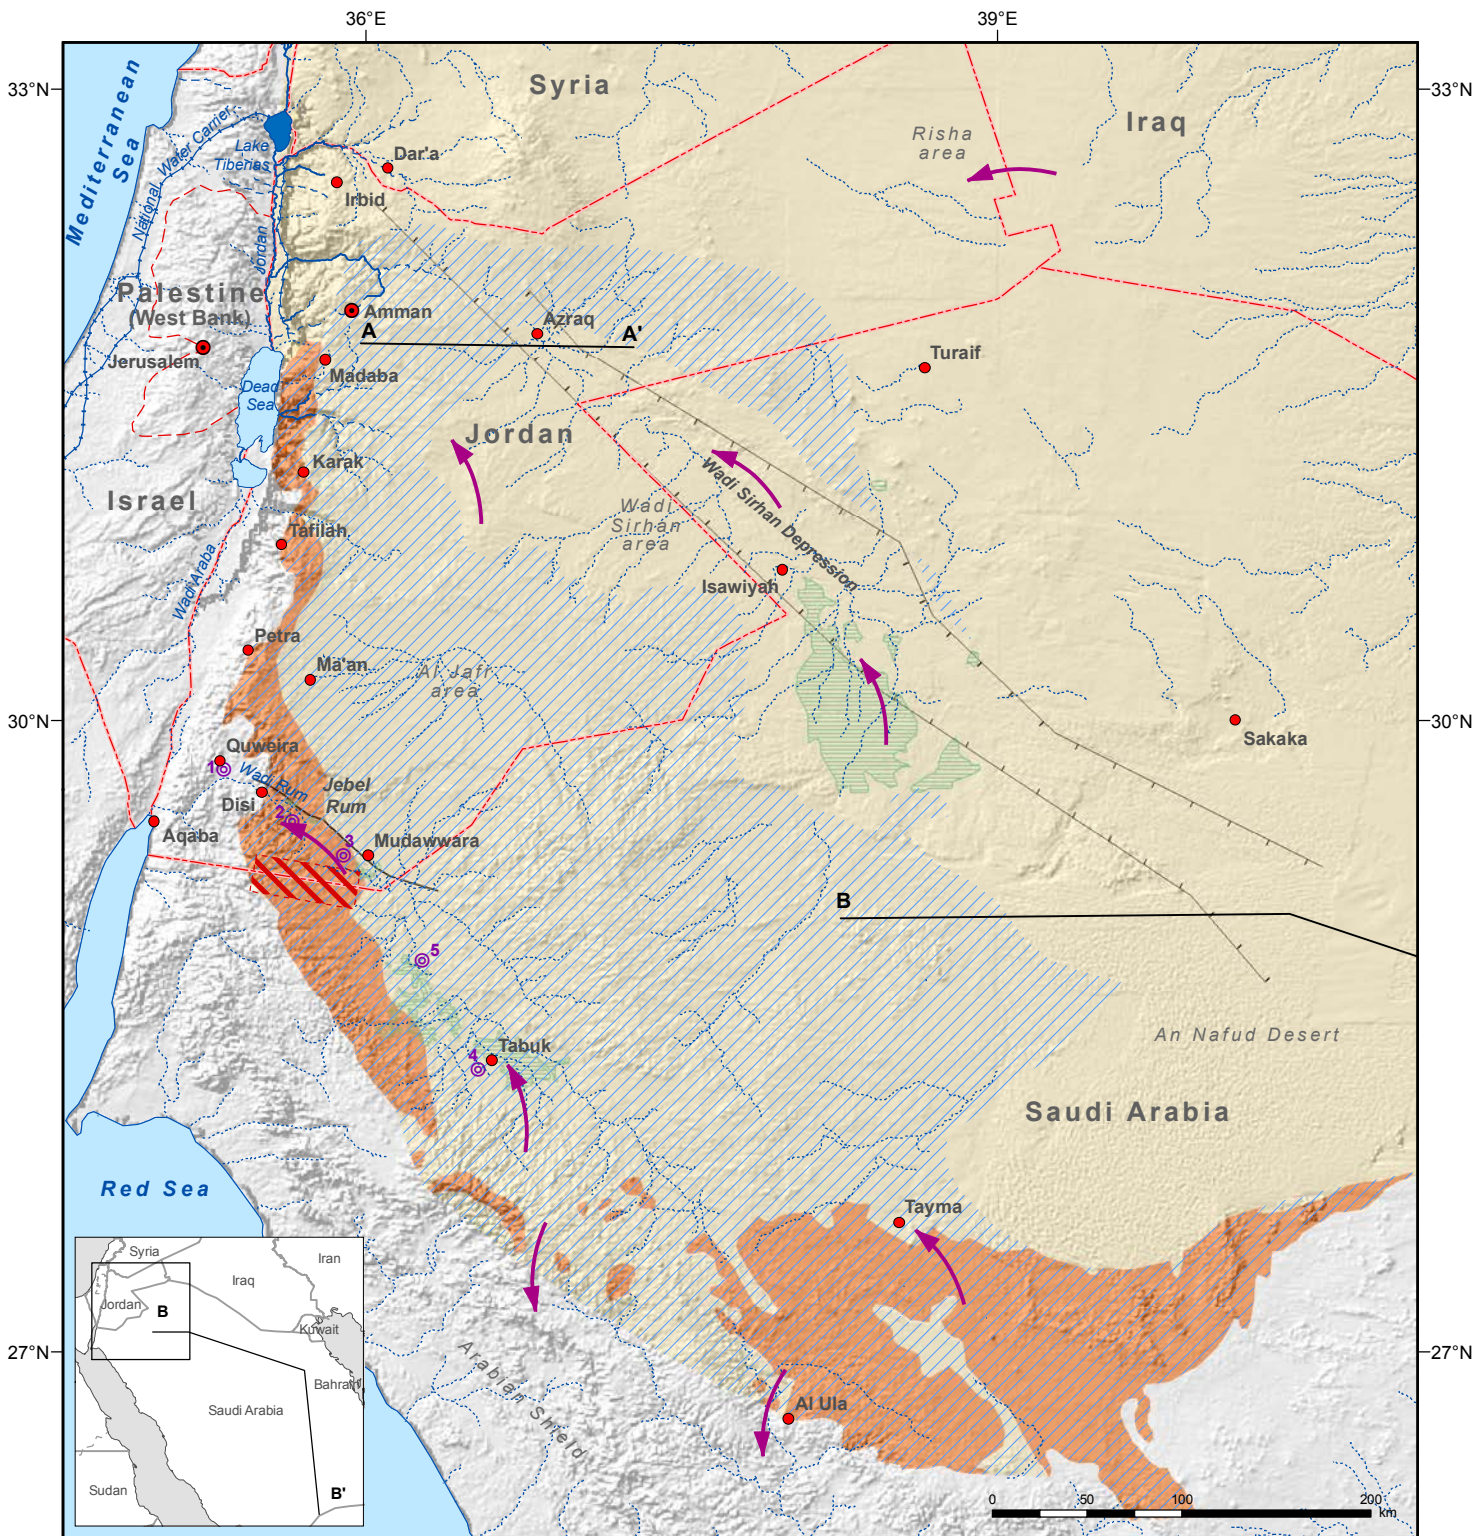 36°E
39°E
33°N
33°N
Mediterranean
Sea
National Water Carrier
Lake
Tiberias
Syria
Iraq
Risha
area
Dar'a
Irbid
Jordan
Palestine
(West Bank)
Amman
Azraq
A
A'
Jerusalem
Madaba
Turaif
Dead
Sea
Jordan
Karak
Israel
Wadi
Sirhan
area
Wadi Sirhan Depression
Tafilah
Isawiyah
Wadi Araba
Petra
Ma'an
Al Jafr
area
30°N
30°N
Sakaka
Quweira
1
Wadi Rum
Jebel
Rum
Disi
2
3
Aqaba
Mudawwara
B
5
Tabuk
4
An Nafud Desert
Saudi Arabia
Red Sea
Tayma
27°N
27°N
Arabian Shield
Al Ula
Syria
Iran
Iraq
Jordan
B
Kuwait
Bahrain
Saudi Arabia
Sudan
B'
0
50
100
200
km